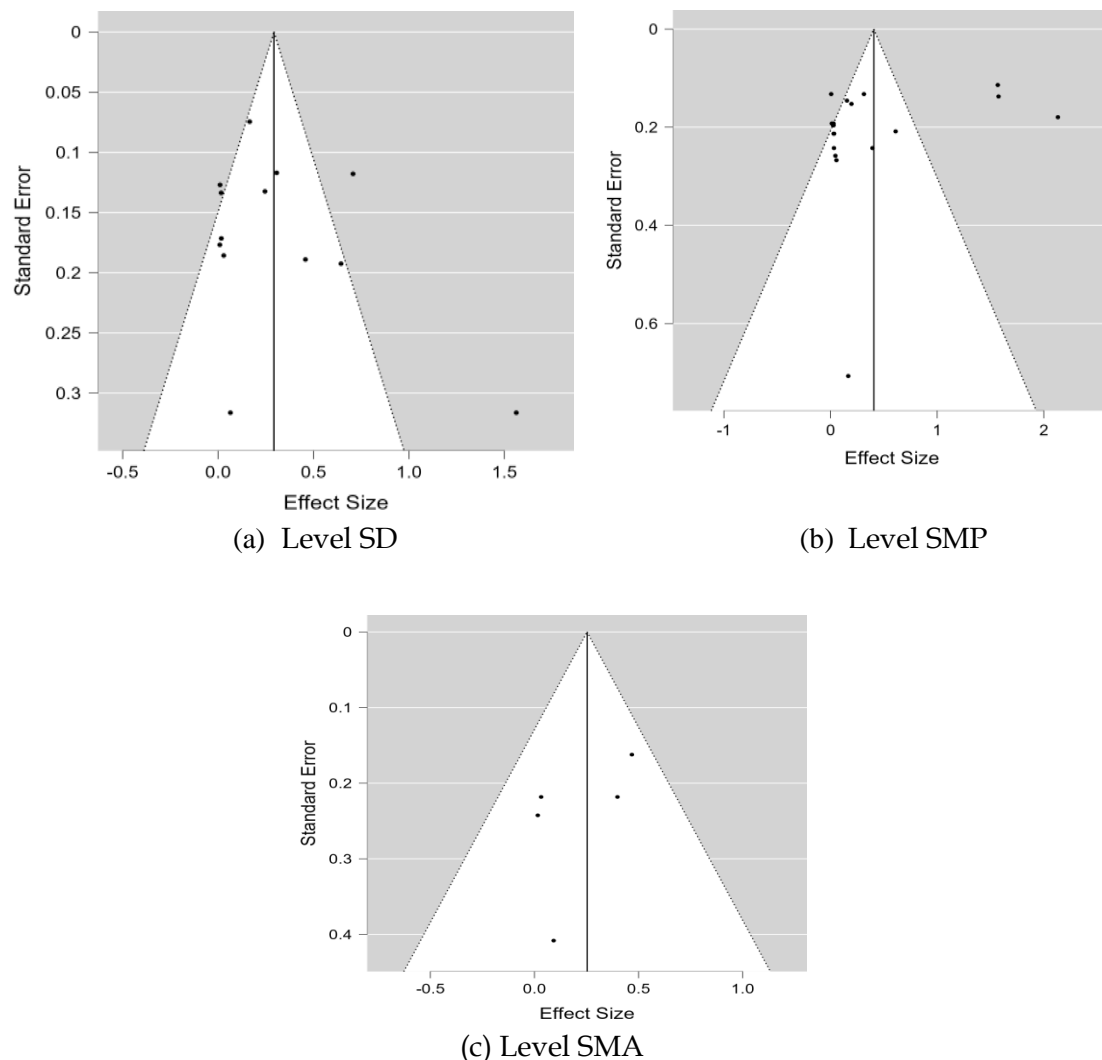 0
0.05
0.1
0.15
0.2
0.25
0.3
Standard Error
-0.5 0.0 0.5 1.0 1.5
Effect Size
(a) Level SD
0
0.2
0.4
0.6
Standard Error
-1 0 1 2
Effect Size
(b) Level SMP
0
0.1
0.2
0.3
0.4
Standard Error
-0.5 0.0 0.5 1.0
Effect Size
(c) Level SMA